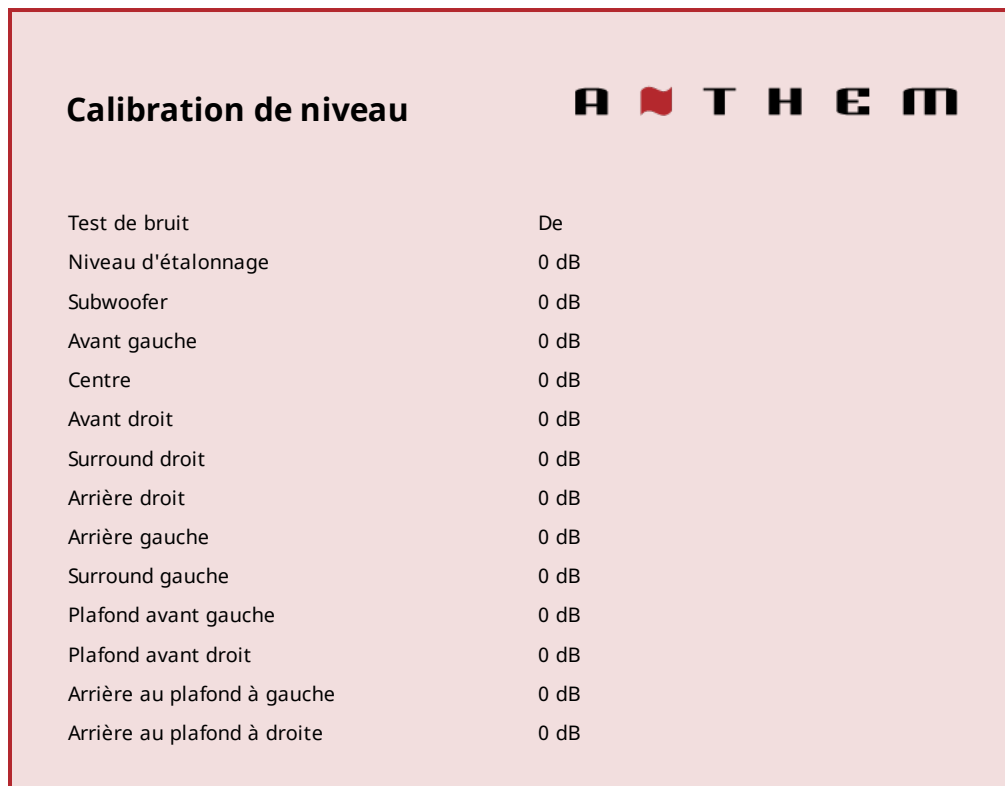 Calibration de niveau
ANTHEM
Test de bruit De
Niveau d'étalonnage 0 dB
Subwoofer 0 dB
Avant gauche 0 dB
Centre 0 dB
Avant droit 0 dB
Surround droit 0 dB
Arrière droit 0 dB
Arrière gauche 0 dB
Surround gauche 0 dB
Plafond avant gauche 0 dB
Plafond avant droit 0 dB
Arrière au plafond à gauche 0 dB
Arrière au plafond à droite 0 dB